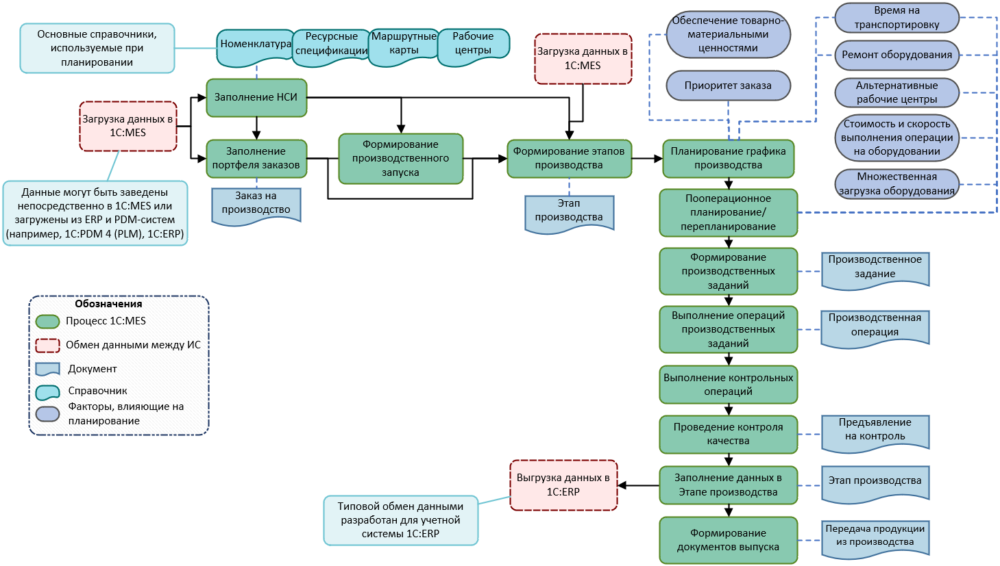 Основные справочники,
используемые при
планировании
Номенклатура
Ресурсные
спецификации
Маршрутные
карты
Рабочие
центры
Загрузка данных в
1С:MES
Обеспечение товарно-
материальными
ценностями
Приоритет заказа
Время на
транспортировку
Ремонт оборудования
Альтернативные
рабочие центры
Стоимость и скорость
выполнения операции
на оборудовании
Множественная
загрузка оборудования
Загрузка данных в
1С:MES
Заполнение НСИ
Заполнение
портфеля заказов
Формирование
производственного
запуска
Формирование этапов
производства
Планирование графика
производства
Данные могут быть заведены
непосредственно в 1С:MES или
загружены из ERP и PDM-систем
(например, 1С:PDM 4 (PLM), 1С:ERP)
Заказ на
производство
Этап
производства
Пооперационное
планирование/
перепланирование
Формирование
производственных
заданий
Производственное
задание
Выполнение операций
производственных
заданий
Производственная
операция
Выполнение контрольных
операций
Проведение контроля
качества
Предъявление
на контроль
Заполнение данных в
Этапе производства
Этап производства
Выгрузка данных в
1С:ERP
Типовой обмен данными
разработан для учетной
системы 1С:ERP
Формирование
документов выпуска
Передача продукции
из производства
Обозначения
Процесс 1С:MES
Обмен данными между ИС
Документ
Справочник
Факторы, влияющие на
планирование